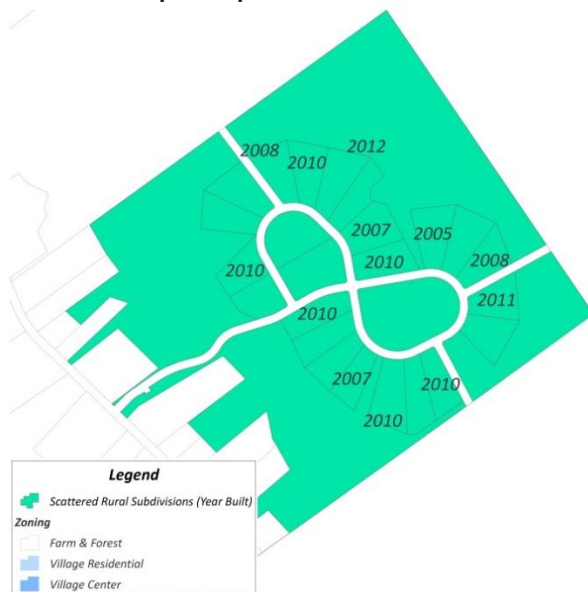 2012
2008
2010
2007
2005
2010
2008
2010
2011
2010
2007
2010
2010
Legend
Scattered Rural Subdivisions (Year Built)
Zoning
Farm & Forest
Village Residential
Village Center